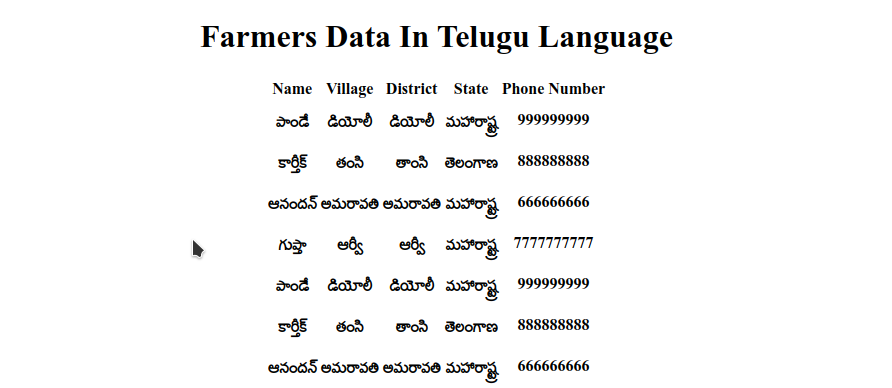 Farmers Data In Telugu Language
Name Village District State Phone Number
పాండే డియోలీ డియోలీ మహారాష్ట్ర 999999999
కార్తీక్ తంసి తాంసి తెలంగాణ 888888888
ఆనందన్ అమరావతి అమరావతి మహారాష్ట్ర 666666666
గుప్తా ఆర్వీ ఆర్వీ మహారాష్ట్ర 7777777777
పాండే డియోలీ డియోలీ మహారాష్ట్ర 999999999
కార్తీక్ తంసి తాంసి తెలంగాణ 888888888
ఆనందన్ అమరావతి అమరావతి మహారాష్ట్ర 666666666